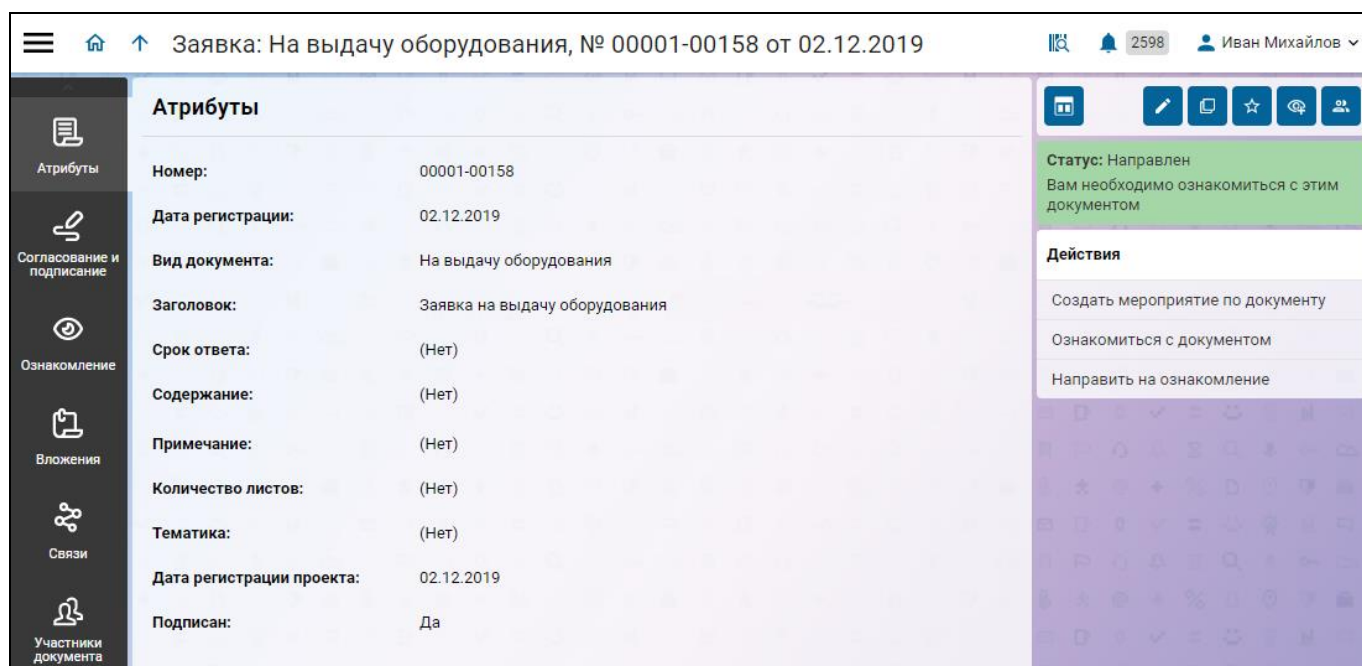 Заявка: На выдачу оборудования, № 00001-00158 от 02.12.2019
2598
Иван Михайлов
Атрибуты
Согласование и
подписание
Ознакомление
Вложения
Связи
Участники
документа
Атрибуты
Номер: 00001-00158
Дата регистрации: 02.12.2019
Вид документа: На выдачу оборудования
Заголовок: Заявка на выдачу оборудования
Срок ответа: (Нет)
Содержание: (Нет)
Примечание: (Нет)
Количество листов: (Нет)
Тематика: (Нет)
Дата регистрации проекта: 02.12.2019
Подписан: Да
Статус: Направлен
Вам необходимо ознакомиться с этим
документом
Действия
Создать мероприятие по документу
Ознакомиться с документом
Направить на ознакомление